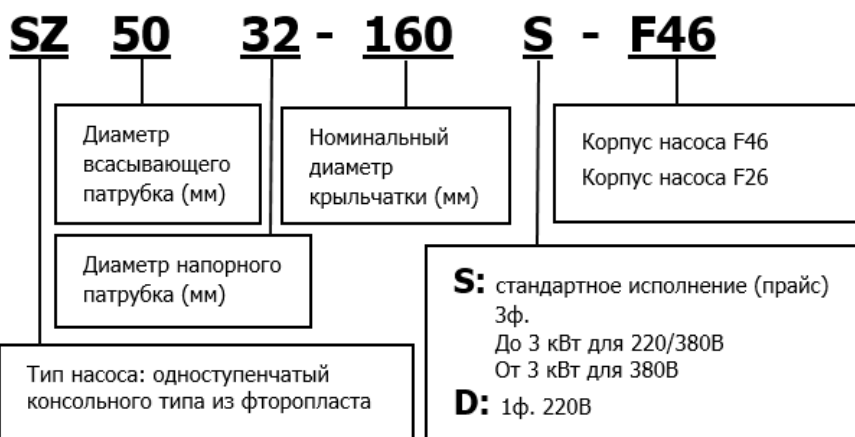 SZ 50 32 - 160 S - F46
Диаметр
всасывающего
патрубка (мм)
Номинальный
диаметр
крыльчатки (мм)
Корпус насоса F46
Корпус насоса F26
Диаметр напорного
патрубка (мм)
S: стандартное исполнение (прайс)
3ф.
До 3 кВт для 220/380В
От 3 кВт для 380В
D: 1ф. 220В
Тип насоса: одноступенчатый
консольного типа из фторопласта